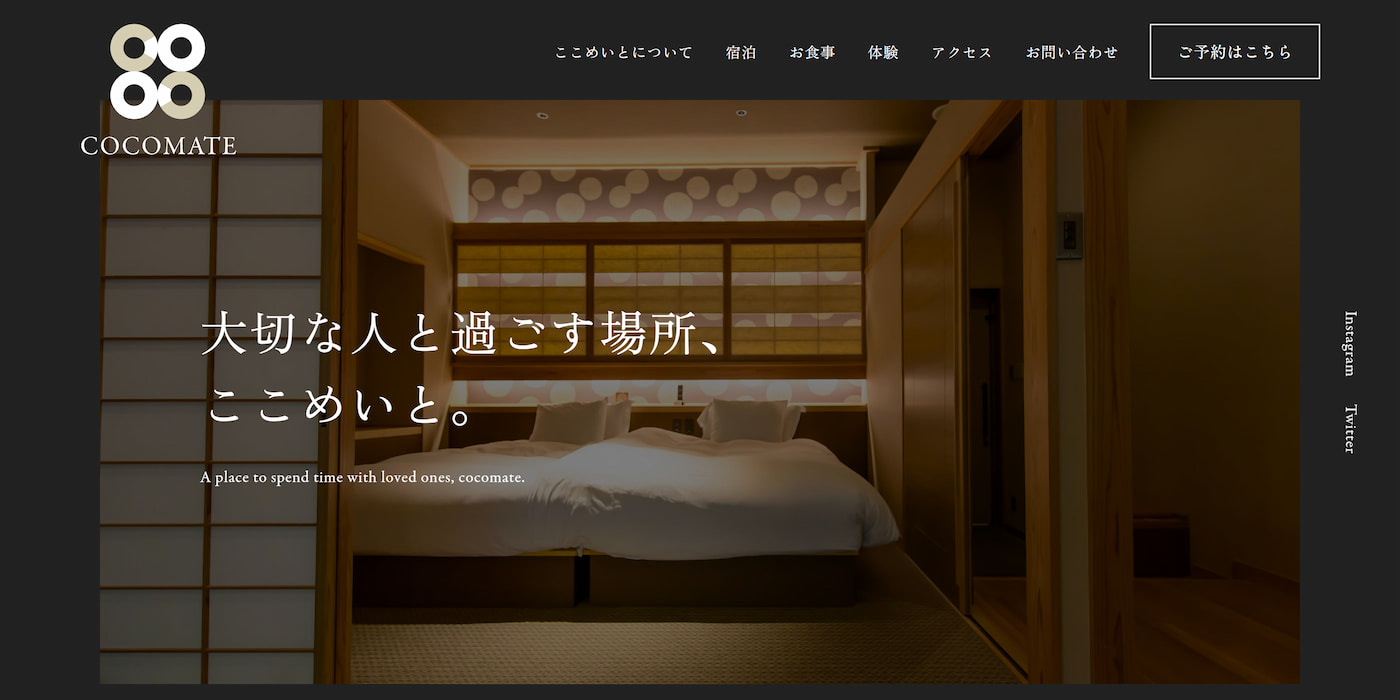 COCOMATE
ここめいとについて
宿泊
お食事
体験
アクセス
お問い合わせ
ご予約はこちら
大切な人と過ごす場所、
ここめいと。
A place to spend time with loved ones, cocomate.
Instagram
Twitter